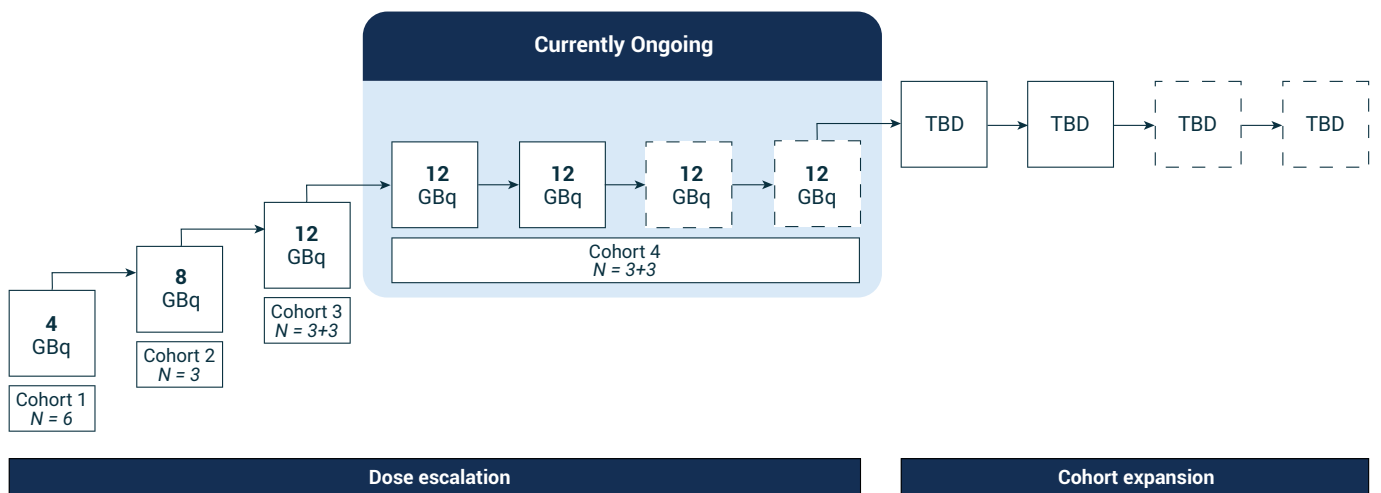 Currently Ongoing
4
GBq
Cohort 1
N = 6
8
GBq
Cohort 2
N = 3
12
GBq
Cohort 3
N = 3+3
12
GBq
12
GBq
12
GBq
12
GBq
Cohort 4
N = 3+3
TBD
TBD
TBD
TBD
Dose escalation
Cohort expansion